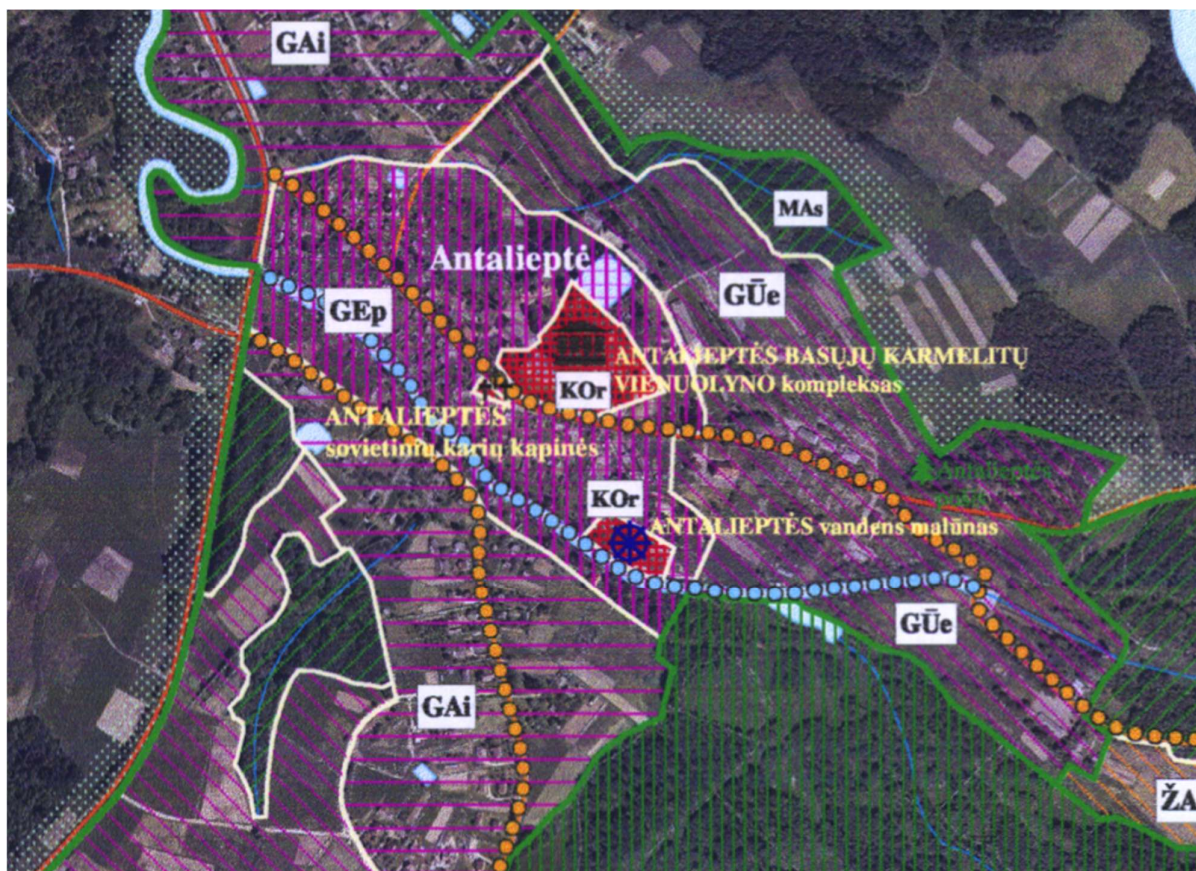 GAi
MAs
Antalieptė
GŪe
GEp
ANTALIEPTĖS BASŲJŲ KARMELITŲ
VIENUOLYNO kompleksas
KOr
ANTALIEPTĖS
sovietinių karių kapinės
Antalieptės
KOr
ANTALIEPTĖS vandens malūnas
GŪe
GAi
ŽA